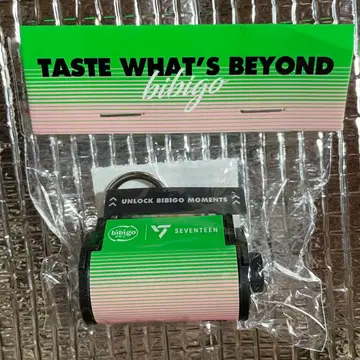 TASTE WHAT'S BEYOND
bibigo
UNLOCK BIBIGO MOMENTS
bibigo
SEVENTEEN